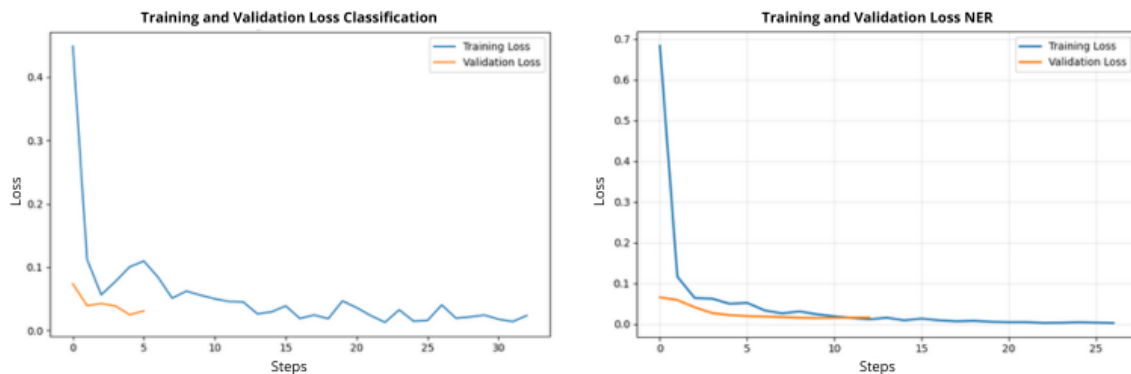 Training and Validation Loss Classification
Training Loss
Validation Loss
0.4
0.3
0.2
0.1
0.0
Loss
0 5 10 15 20 25 30
Steps
Training and Validation Loss NER
Training Loss
Validation Loss
0.7
0.6
0.5
0.4
0.3
0.2
0.1
0.0
Loss
0 5 10 15 20 25
Steps